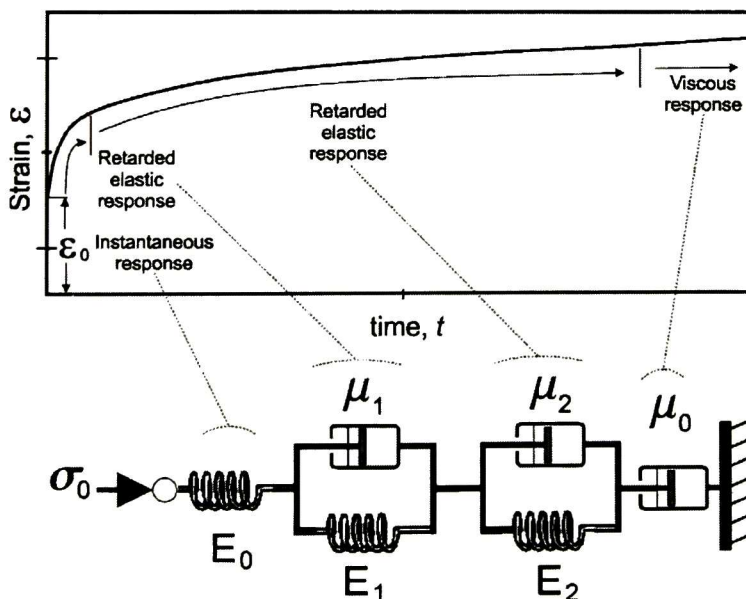 Strain, ε
ε₀
Retarded
elastic
response
Instantaneous
response
Retarded
elastic
response
Viscous
response
time, t
μ₁
μ₂
μ₀
σ₀
E₀
E₁
E₂